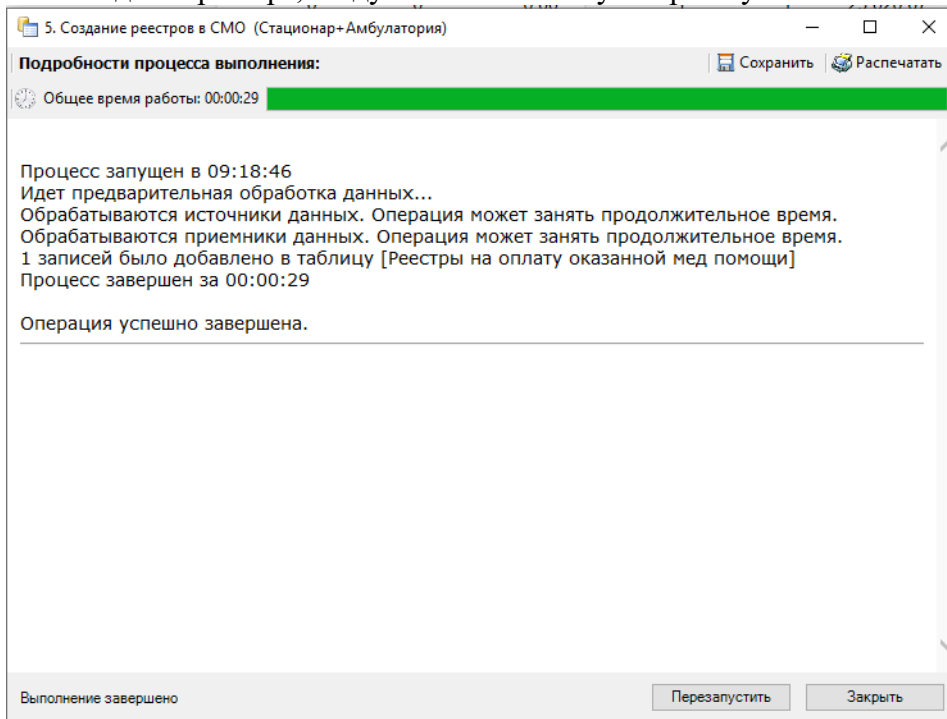 5. Создание реестров в СМО (Стационар+Амбулатория)
Подробности процесса выполнения:
Сохранить
Распечатать
Общее время работы: 00:00:29
Процесс запущен в 09:18:46
Идет предварительная обработка данных...
Обрабатываются источники данных. Операция может занять продолжительное время.
Обрабатываются приемники данных. Операция может занять продолжительное время.
1 записей было добавлено в таблицу [Реестры на оплату оказанной мед помощи]
Процесс завершен за 00:00:29
Операция успешно завершена.
Выполнение завершено
Перезапустить
Закрыть